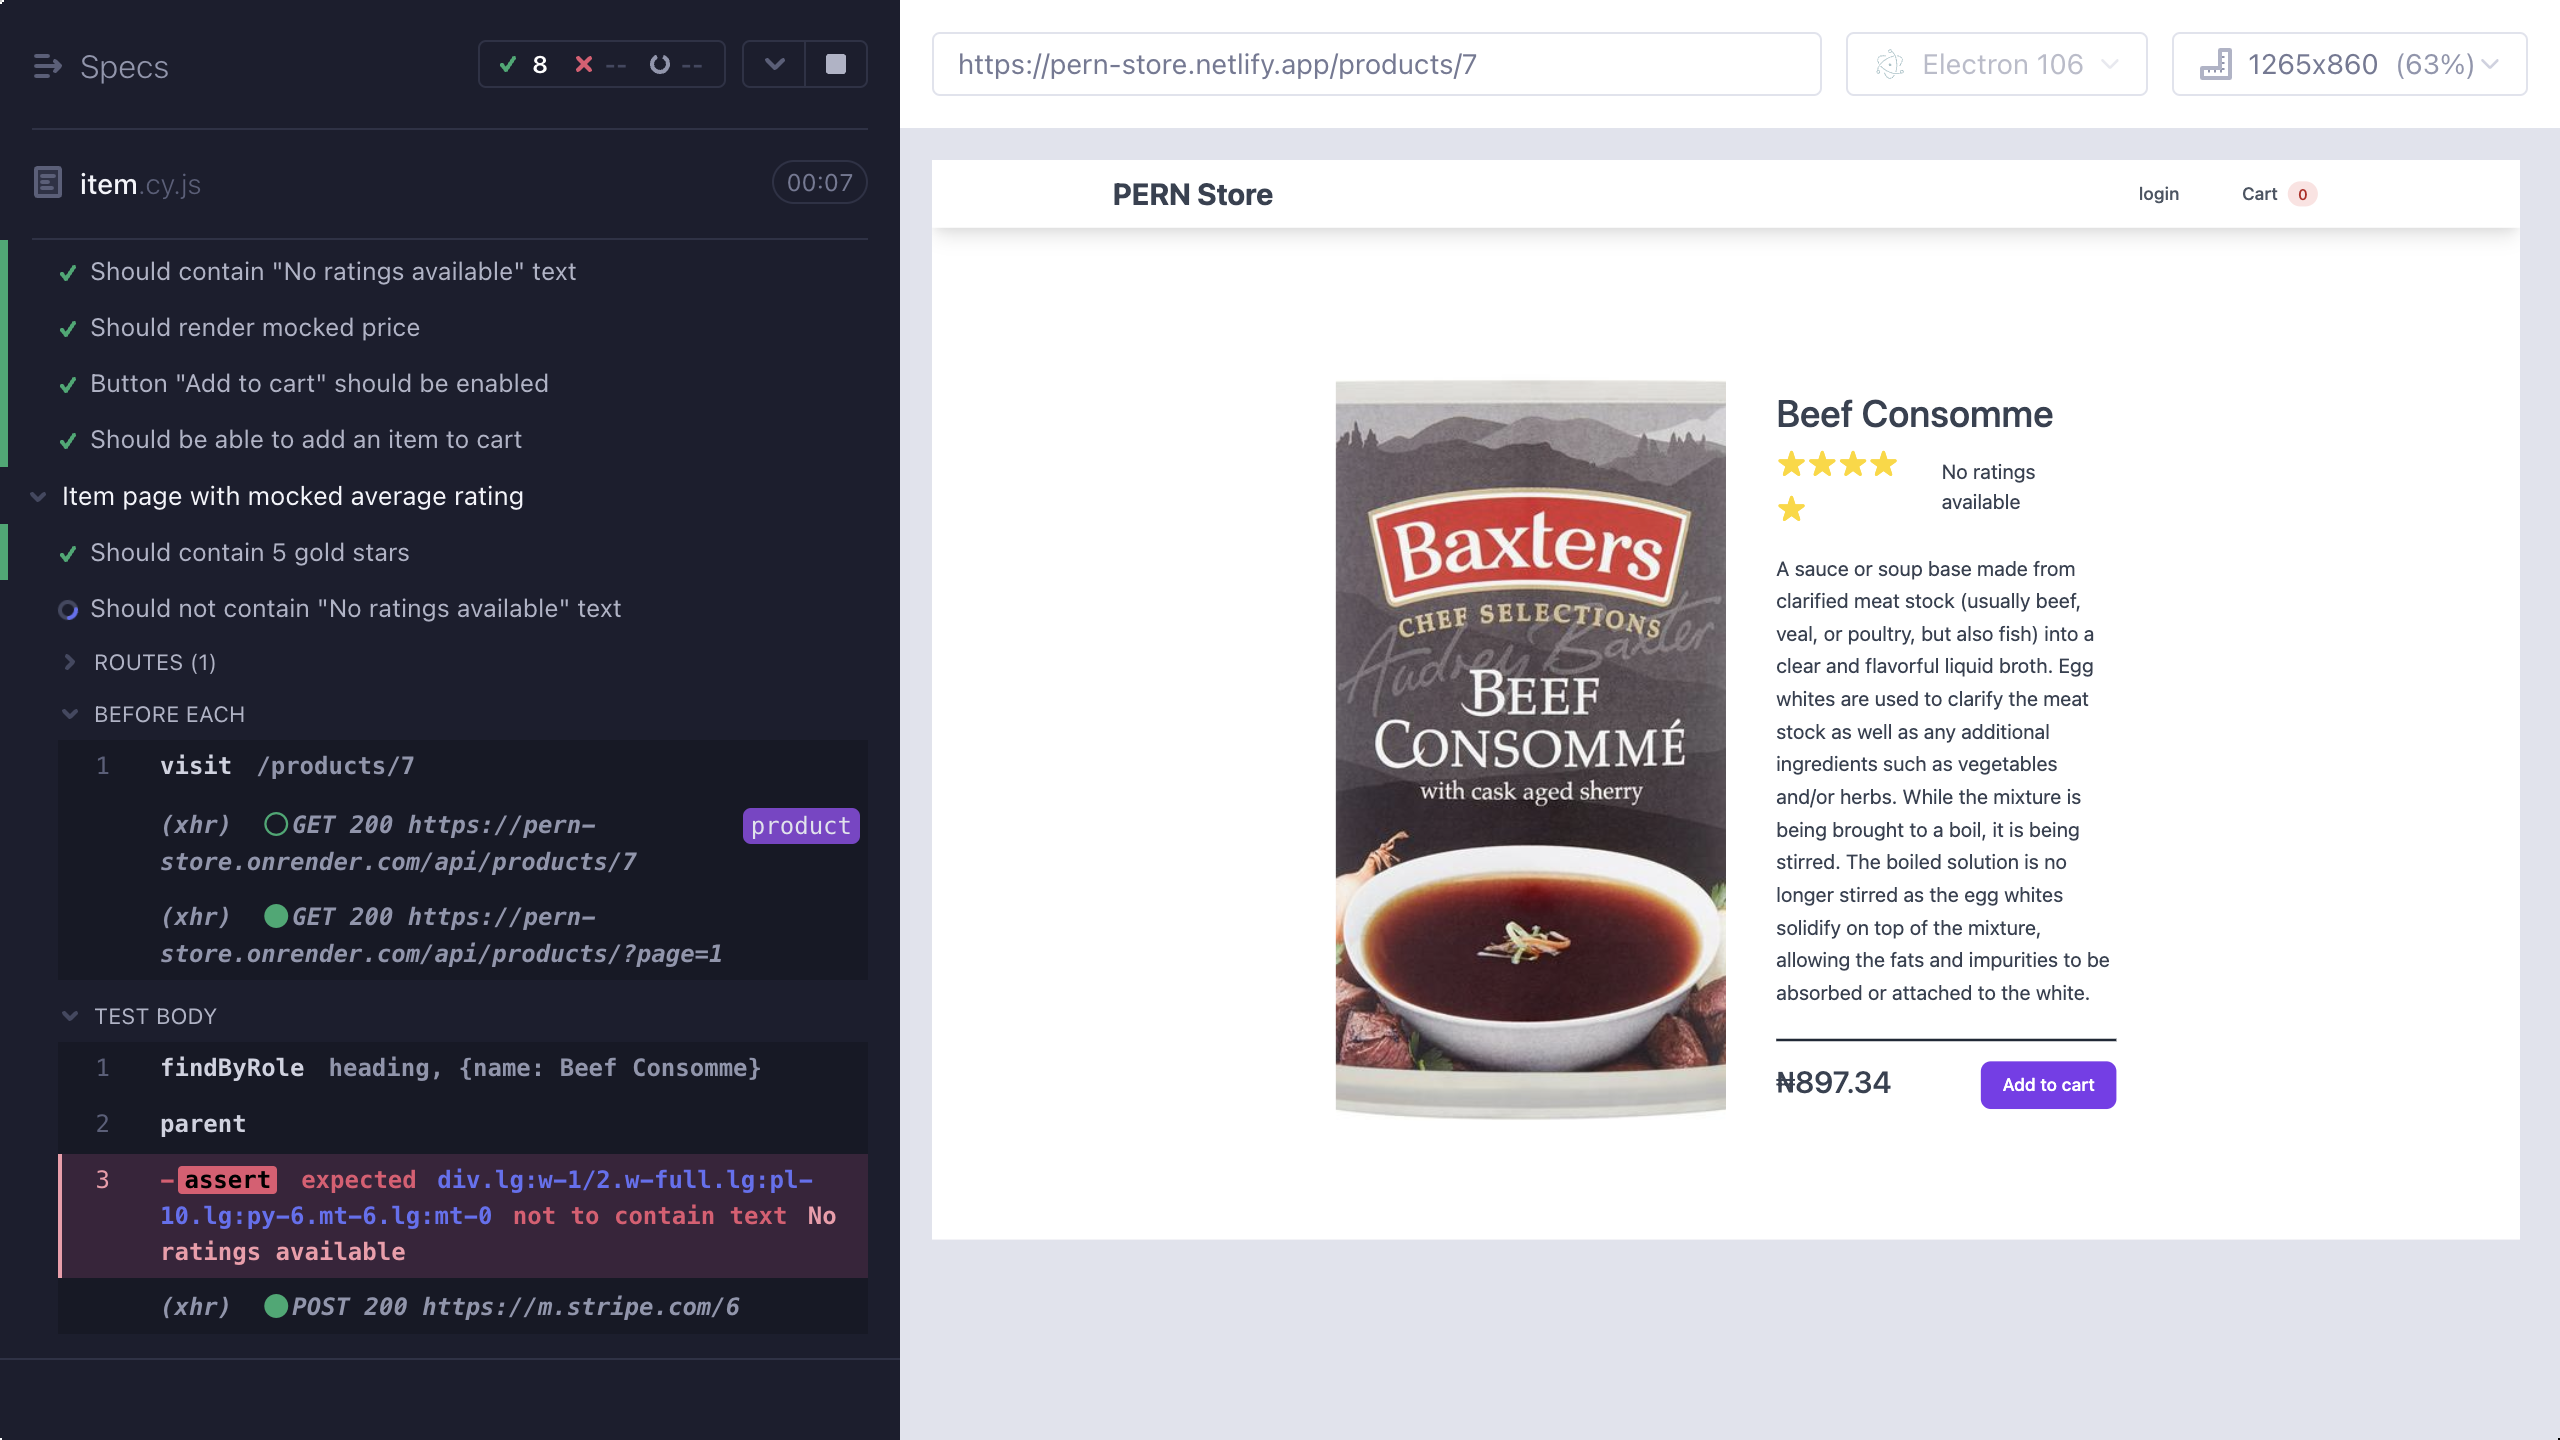 Specs
8
--
--
item.cy.js
00:07
Should contain "No ratings available" text
Should render mocked price
Button "Add to cart" should be enabled
Should be able to add an item to cart
Item page with mocked average rating
Should contain 5 gold stars
Should not contain "No ratings available" text
ROUTES (1)
BEFORE EACH
1 visit /products/7
(xhr) GET 200 https://pern-
store.onrender.com/api/products/7
product
(xhr) GET 200 https://pern-
store.onrender.com/api/products/?page=1
TEST BODY
1 findByRole heading, {name: Beef Consomme}
2 parent
3 -assert expected div.lg:w-1/2.w-full.lg:pl-
10.lg:py-6.mt-6.lg:mt-0 not to contain text No
ratings available
(xhr) POST 200 https://m.stripe.com/6
https://pern-store.netlify.app/products/7
Electron 106
1265x860 (63%)
PERN Store
login
Cart 0
Baxters
CHEF SELECTIONS
Audrey Baxter
BEEF
CONSOMMÉ
with cask aged sherry
Beef Consomme
No ratings
available
A sauce or soup base made from
clarified meat stock (usually beef,
veal, or poultry, but also fish) into a
clear and flavorful liquid broth. Egg
whites are used to clarify the meat
stock as well as any additional
ingredients such as vegetables
and/or herbs. While the mixture is
being brought to a boil, it is being
stirred. The boiled solution is no
longer stirred as the egg whites
solidify on top of the mixture,
allowing the fats and impurities to be
absorbed or attached to the white.
₦897.34
Add to cart